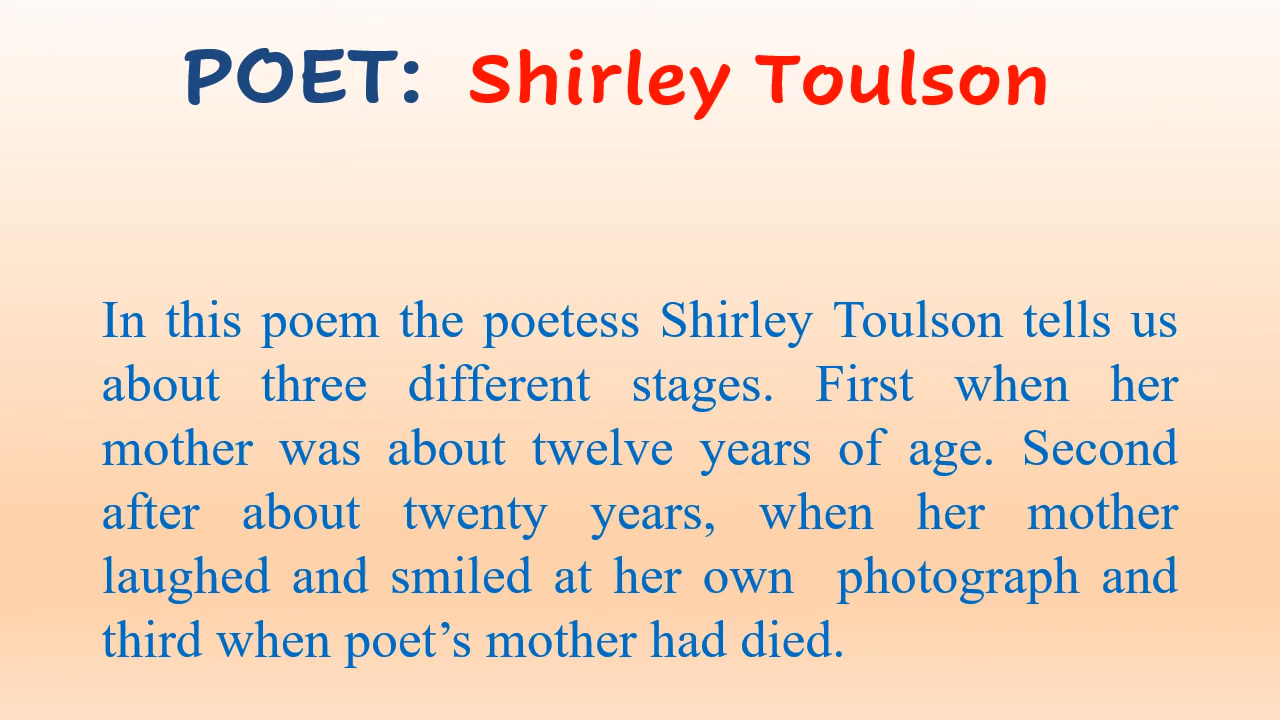 POET: Shirley Toulson
In this poem the poetess Shirley Toulson tells us
about three different stages. First when her
mother was about twelve years of age. Second
after about twenty years, when her mother
laughed and smiled at her own photograph and
third when poet’s mother had died.